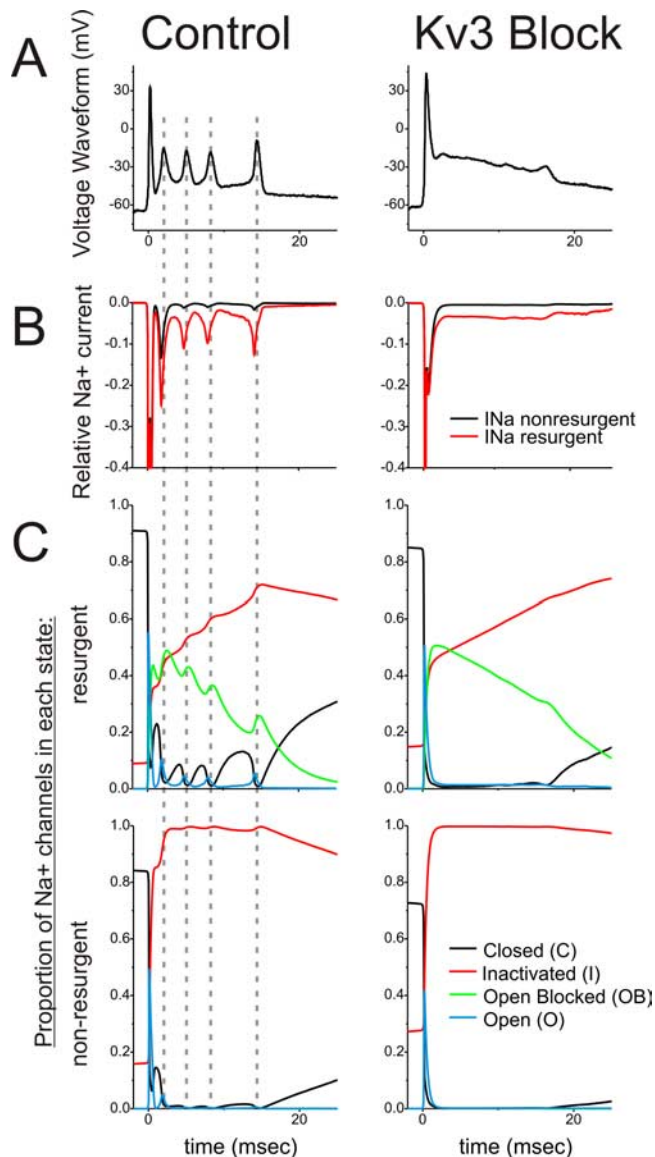 Control
Kv3 Block
A
Voltage Waveform (mV)
30
0
-30
-60
0
20
30
0
-30
-60
0
20
B
Relative Na+ current
0.0
-0.1
-0.2
-0.3
-0.4
0.0
-0.1
-0.2
-0.3
-0.4
INa nonresurgent
INa resurgent
C
Proportion of Na+ channels in each state:
resurgent
1.0
0.8
0.6
0.4
0.2
0.0
1.0
0.8
0.6
0.4
0.2
0.0
non-resurgent
1.0
0.8
0.6
0.4
0.2
0.0
0
20
time (msec)
1.0
0.8
0.6
0.4
0.2
0.0
0
20
time (msec)
Closed (C)
Inactivated (I)
Open Blocked (OB)
Open (O)